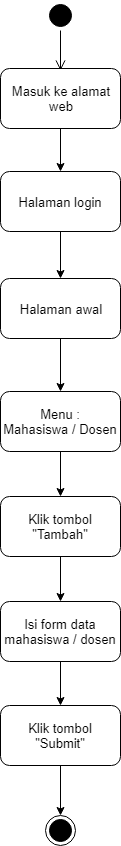 Masuk ke alamat
web
Halaman login
Halaman awal
Menu :
Mahasiswa / Dosen
Klik tombol
"Tambah"
Isi form data
mahasiswa / dosen
Klik tombol
"Submit"